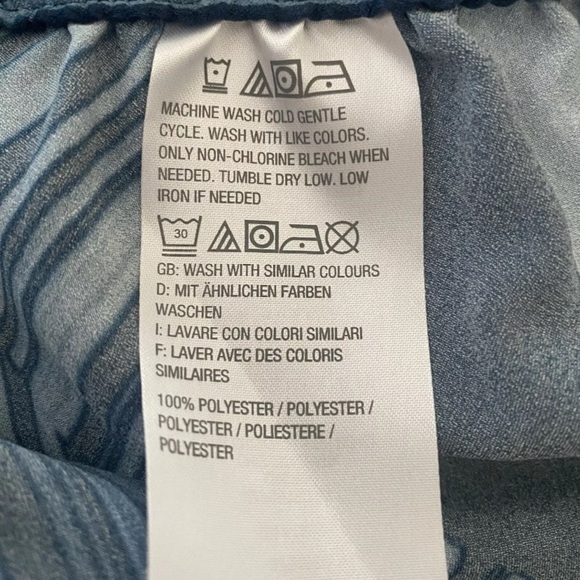 MACHINE WASH COLD GENTLE
CYCLE. WASH WITH LIKE COLORS.
ONLY NON-CHLORINE BLEACH WHEN
NEEDED. TUMBLE DRY LOW. LOW
IRON IF NEEDED
30
GB: WASH WITH SIMILAR COLOURS
D: MIT ÄHNLICHEN FARBEN
WASCHEN
I: LAVARE CON COLORI SIMILARI
F: LAVER AVEC DES COLORIS
SIMILAIRES
100% POLYESTER / POLYESTER /
POLYESTER / POLIESTERE /
POLYESTER